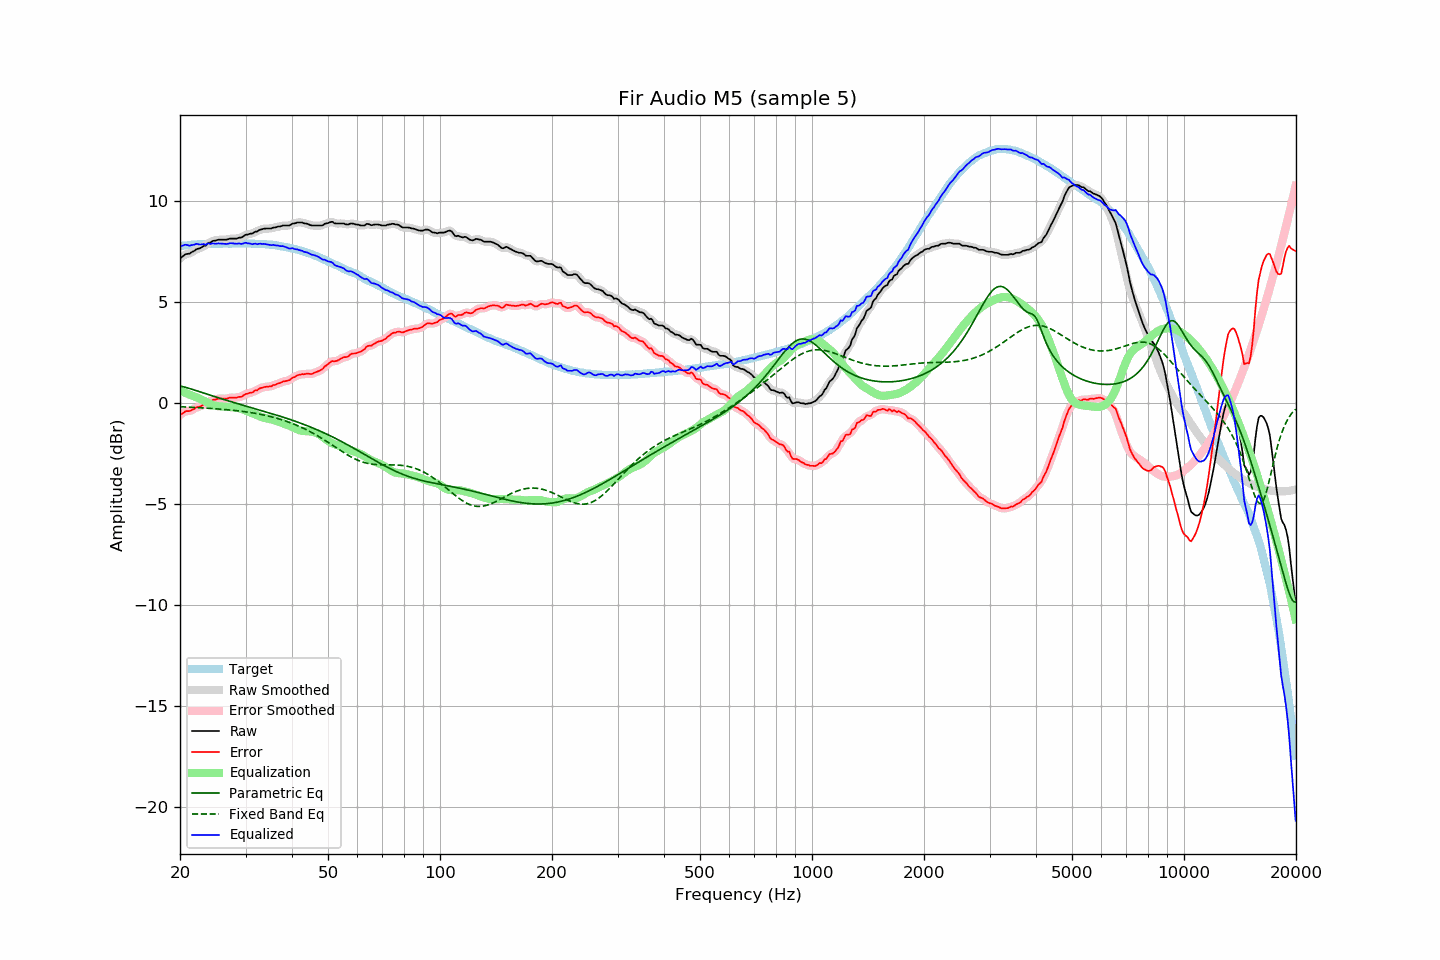 Fir Audio M5 (sample 5)
10
5
0
−5
−10
−15
−20
Amplitude (dBr)
Target
Raw Smoothed
Error Smoothed
Raw
Error
Equalization
Parametric Eq
Fixed Band Eq
Equalized
20 50 100 200 500 1000 2000 5000 10000 20000
Frequency (Hz)